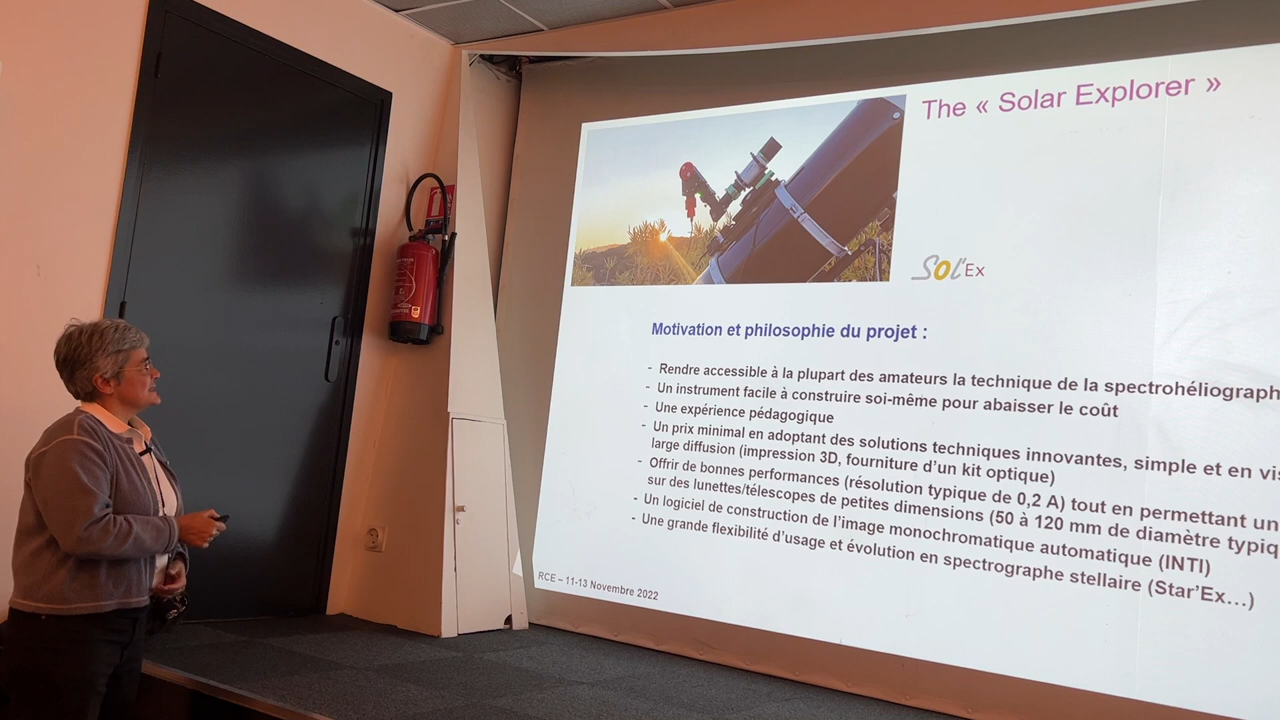 The « Solar Explorer »
Sol'Ex
Motivation et philosophie du projet :
- Rendre accessible à la plupart des amateurs la technique de la spectrohéliograph
- Un instrument facile à construire soi-même pour abaisser le coût
- Une expérience pédagogique
- Un prix minimal en adoptant des solutions techniques innovantes, simple et en vis
large diffusion (impression 3D, fourniture d'un kit optique)
- Offrir de bonnes performances (résolution typique de 0,2 A) tout en permettant un
sur des lunettes/télescopes de petites dimensions (50 à 120 mm de diamètre typiq
- Un logiciel de construction de l'image monochromatique automatique (INTI)
- Une grande flexibilité d'usage et évolution en spectrographe stellaire (Star'Ex…)
RCE – 11-13 Novembre 2022